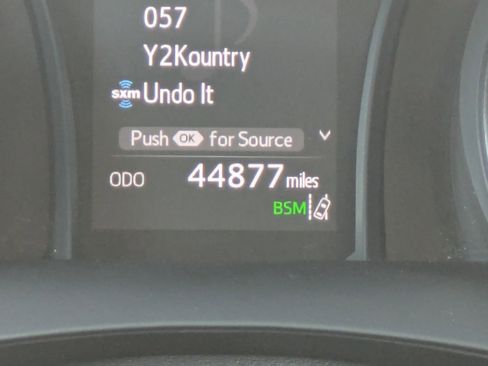 057
Y2Kountry
sxm Undo It
Push OK for Source
ODO 44877 miles
BSM